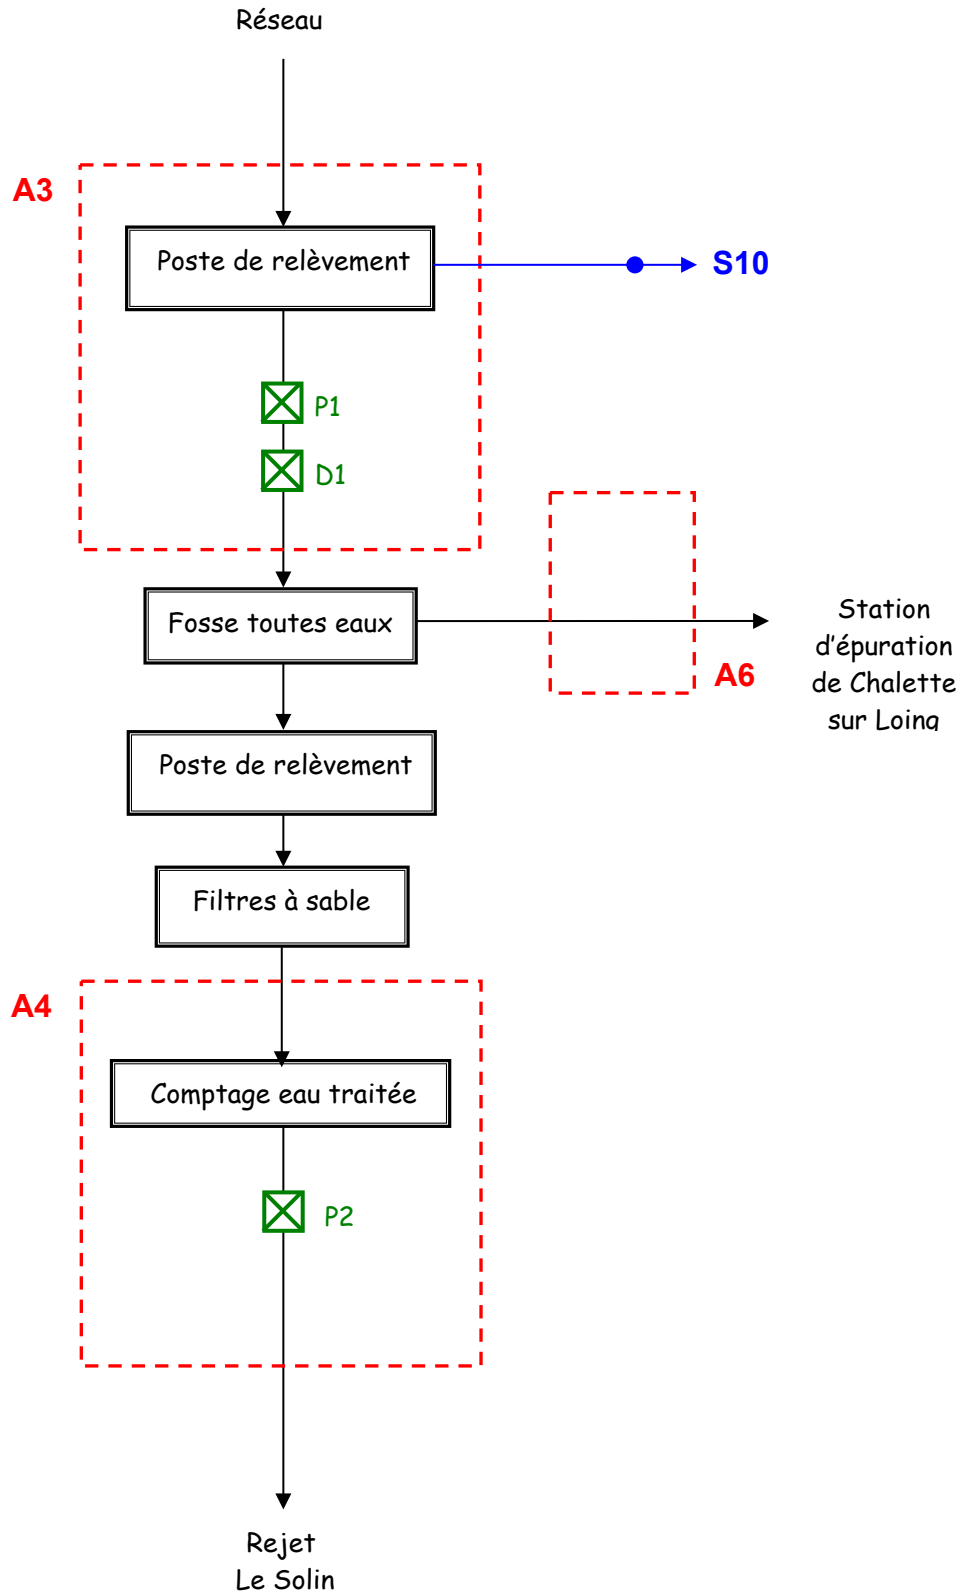 Réseau
A3
Poste de relèvement
S10
P1
D1
Fosse toutes eaux
Station
d'épuration
de Chalette
sur Loing
A6
Poste de relèvement
Filtres à sable
A4
Comptage eau traitée
P2
Rejet
Le Solin